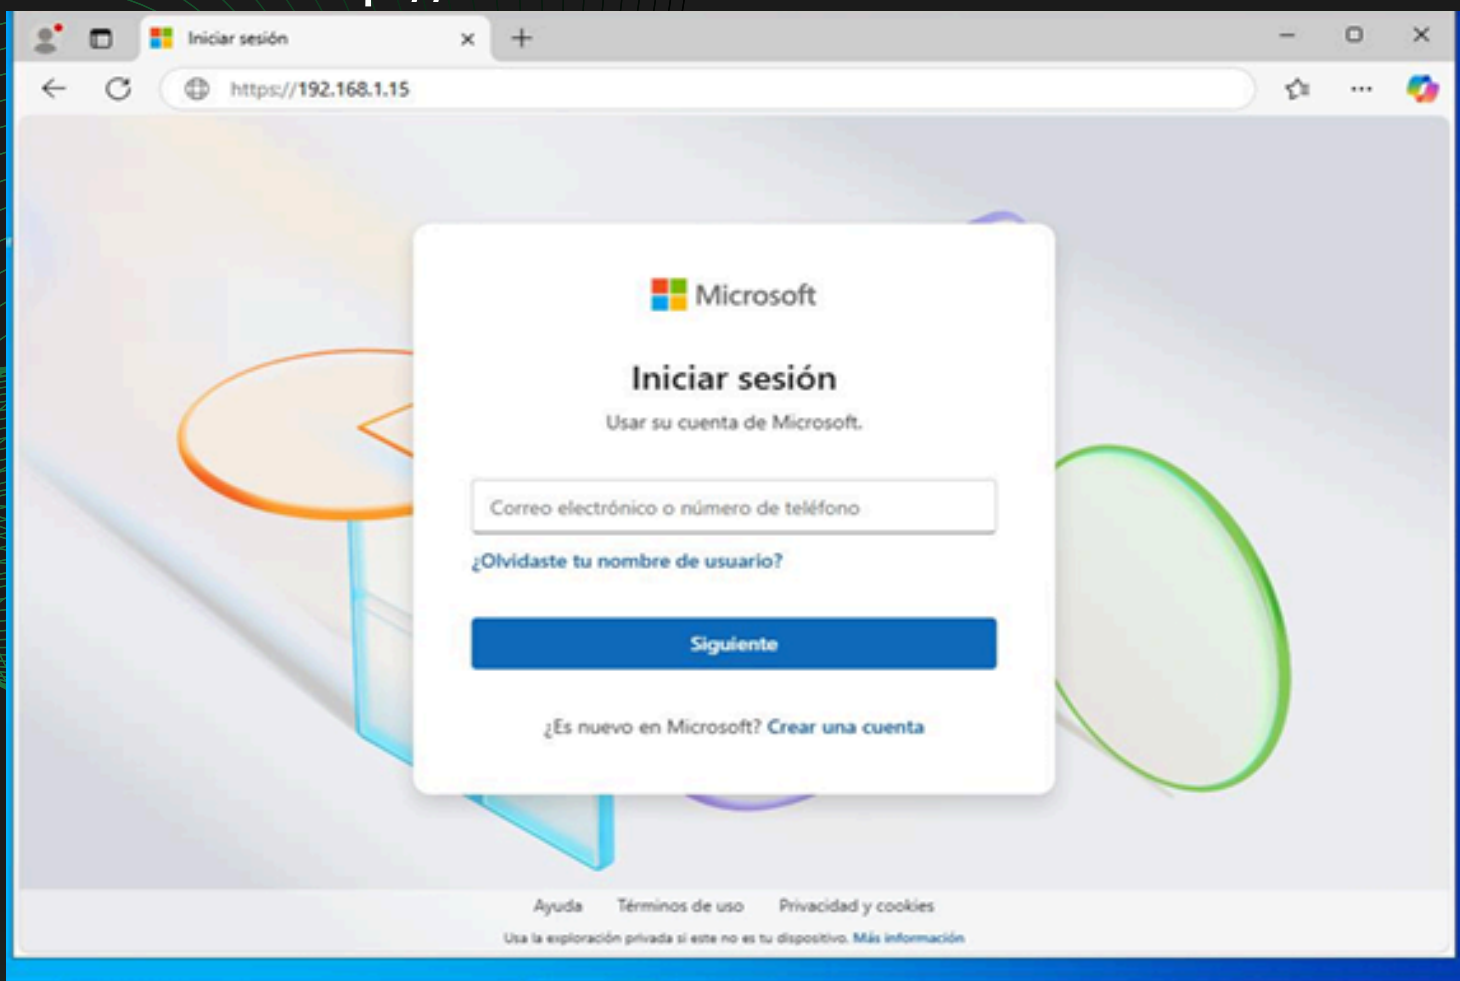 Iniciar sesión
https://192.168.1.15
Microsoft
Iniciar sesión
Usar su cuenta de Microsoft.
Correo electrónico o número de teléfono
¿Olvidaste tu nombre de usuario?
Siguiente
¿Es nuevo en Microsoft? Crear una cuenta
Ayuda Términos de uso Privacidad y cookies
Usa la exploración privada si este no es tu dispositivo. Más información